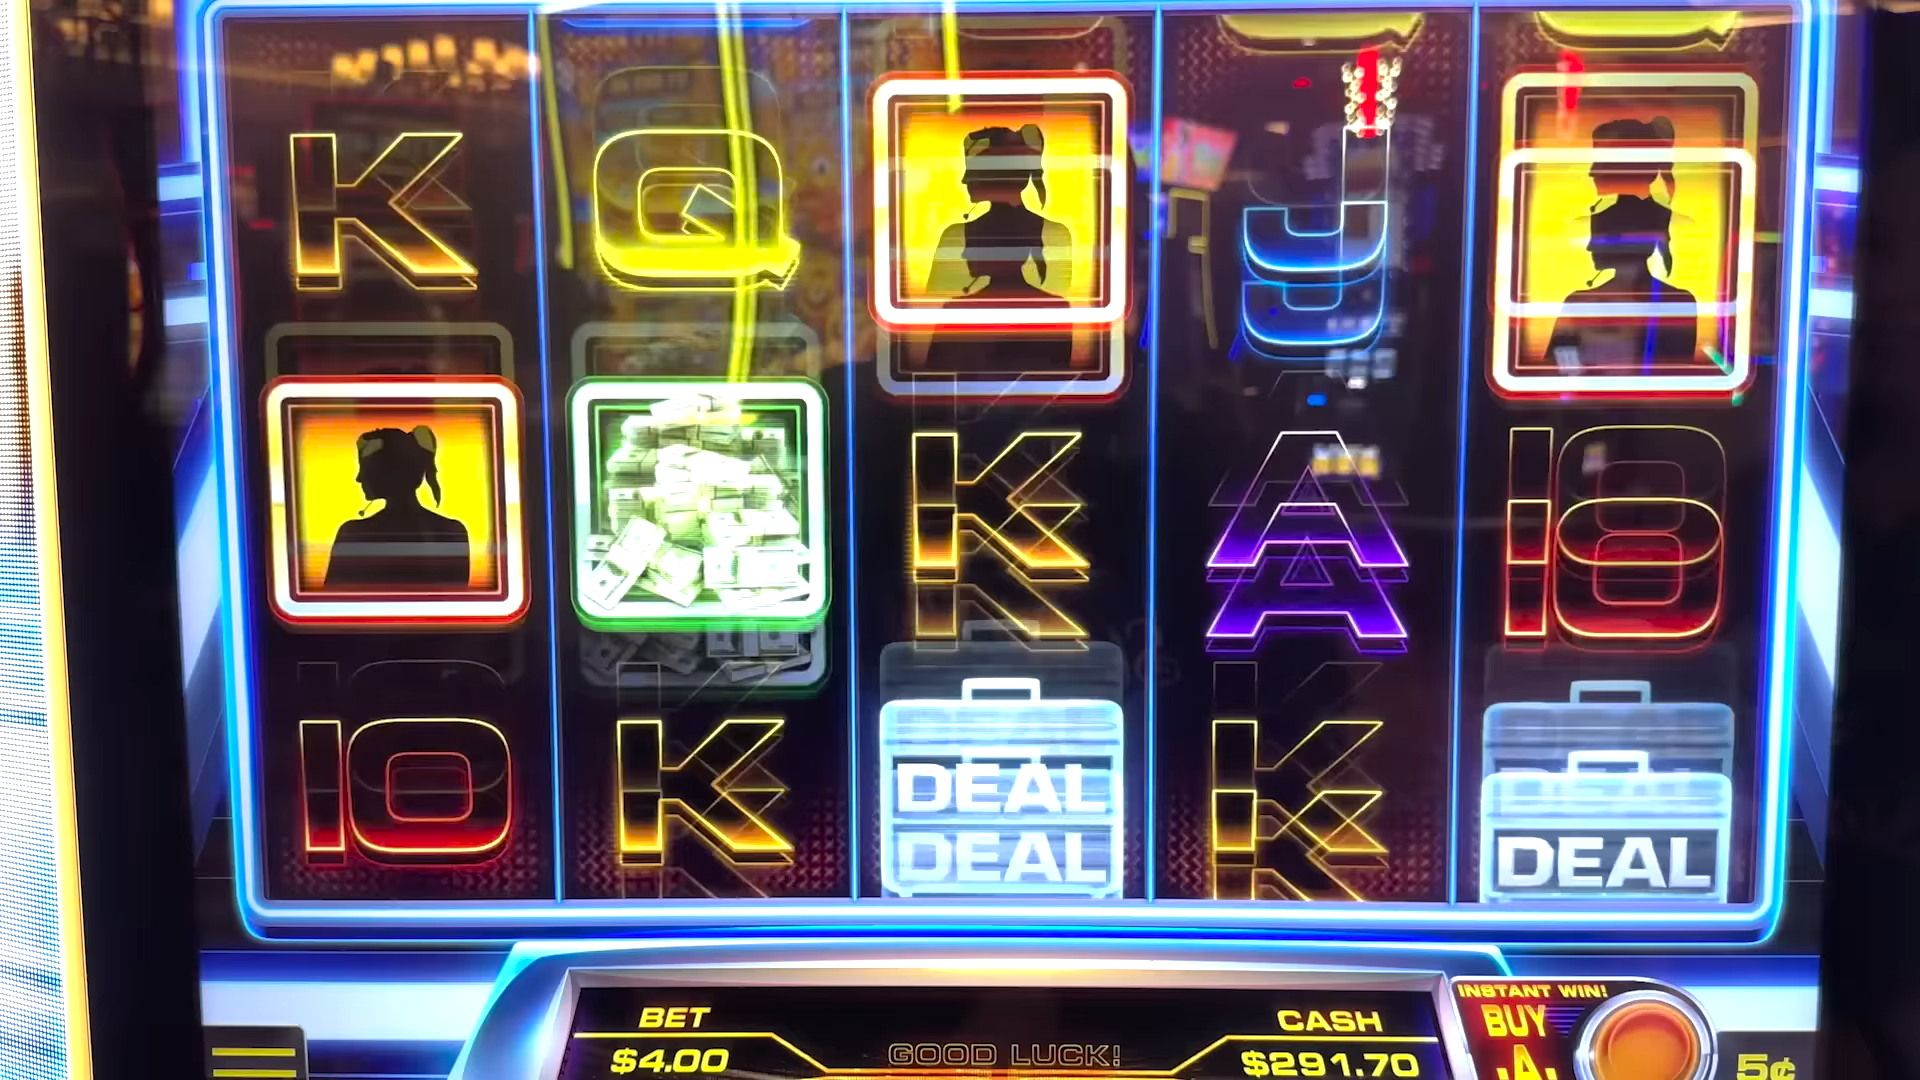 K Q J
K A 10
10 K DEAL K DEAL
DEAL
BET
$4.00
GOOD LUCK!
CASH
$291.70
INSTANT WIN!
BUY
A
5¢